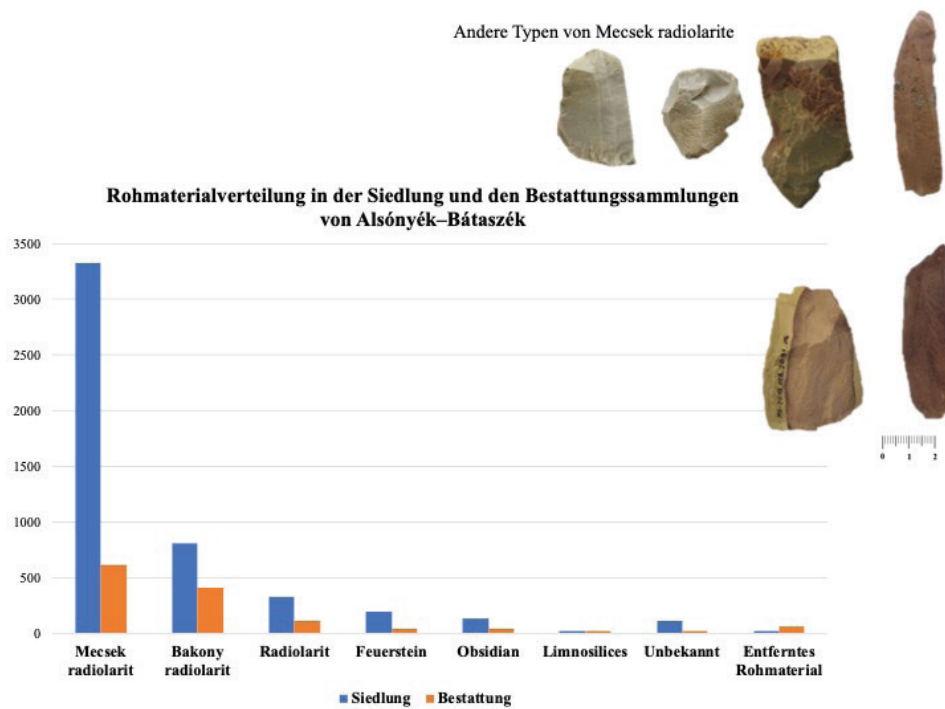 Andere Typen von Mecsek radiolarite
Rohmaterialverteilung in der Siedlung und den Bestattungssammlungen
von Alsónyék–Bátaszék
3500
3000
2500
2000
1500
1000
500
0
Mecsek radiolarit
Bakony radiolarit
Radiolarit
Feuerstein
Obsidian
Limnosilices
Unbekannt
Entferntes Rohmaterial
Siedlung
Bestattung
0 1 2